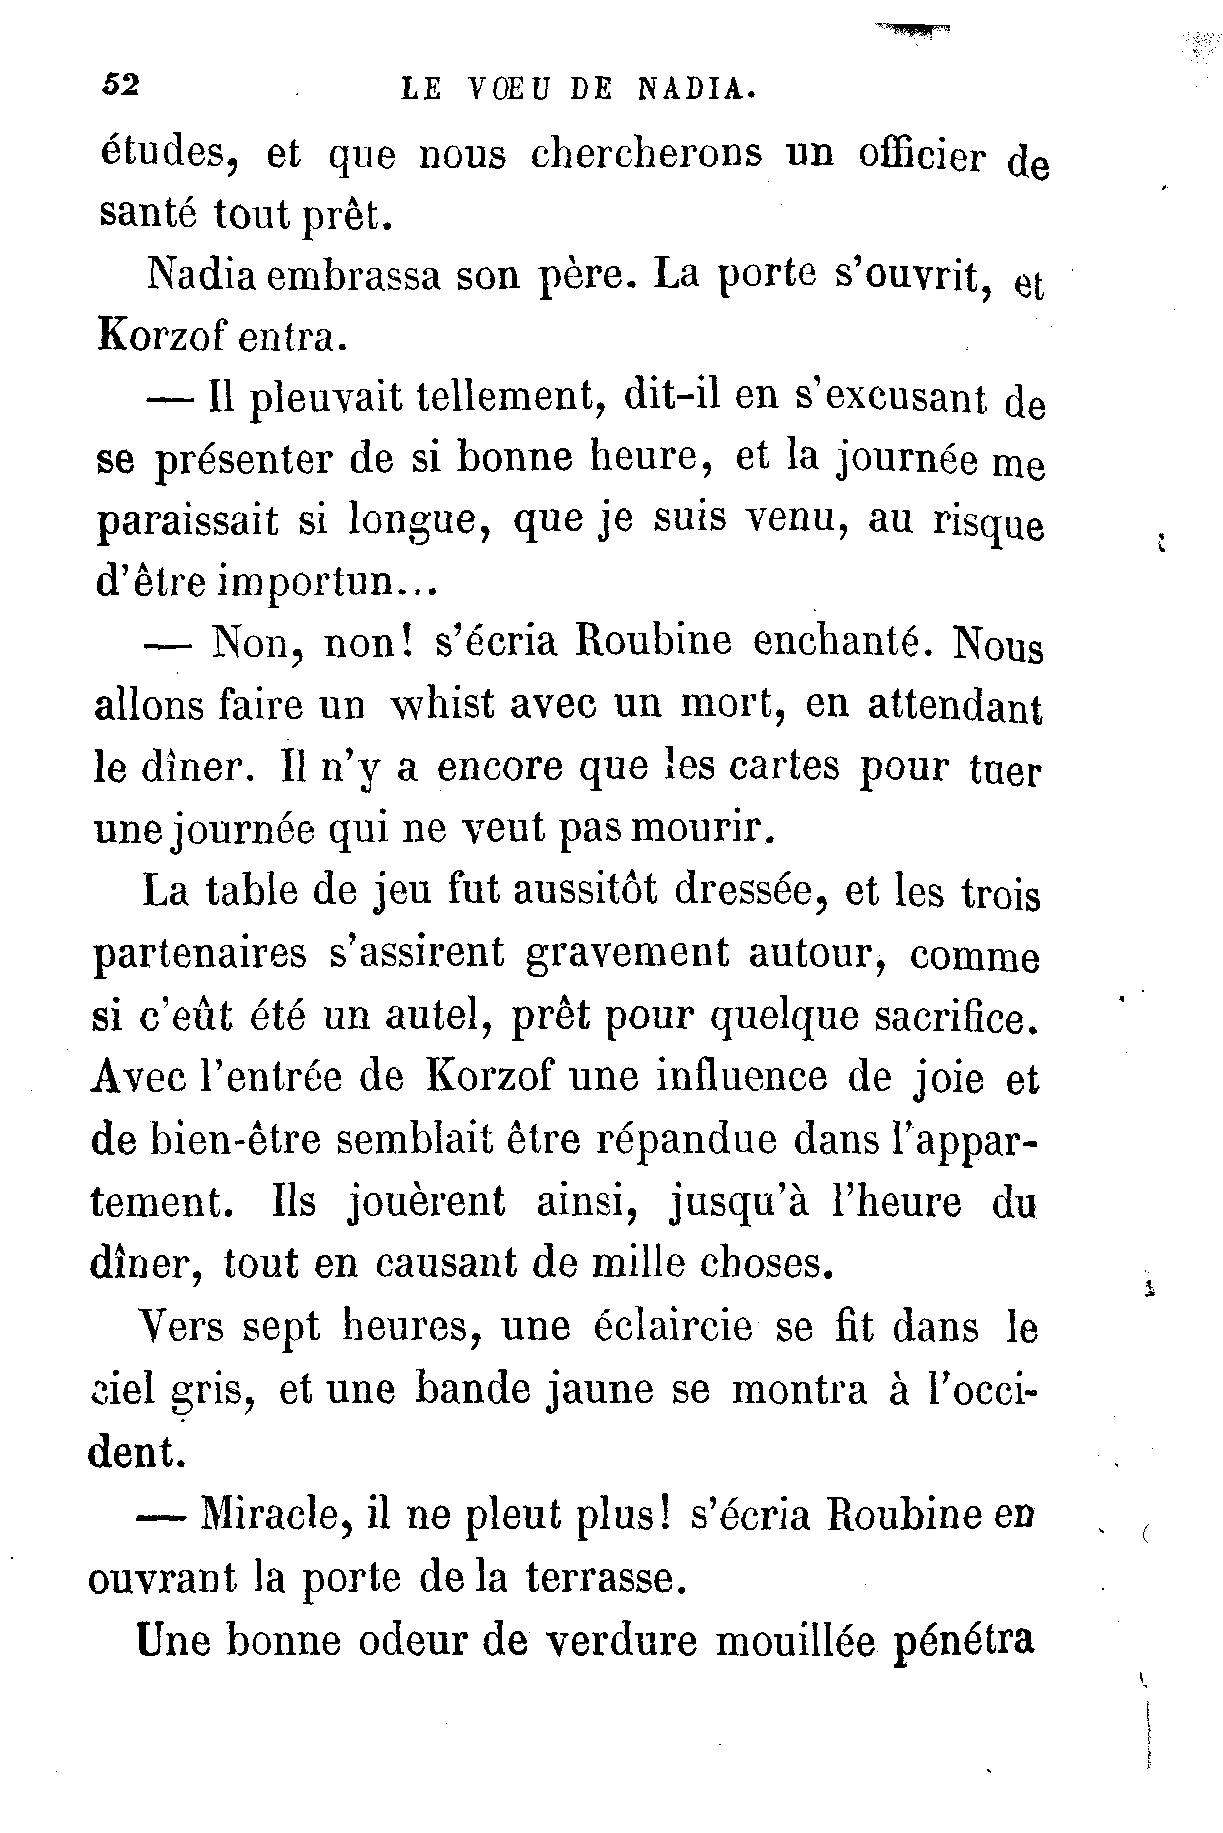 52 LE VŒU DE NADIA.
études, et que nous chercherons un officier de
santé tout prêt.
Nadia embrassa son père. La porte s'ouvrit, et
Korzof entra.
— Il pleuvait tellement, dit-il en s'excusant de
se présenter de si bonne heure, et la journée me
paraissait si longue, que je suis venu, au risque
d'être importun...
— Non, non! s'écria Roubine enchanté. Nous
allons faire un whist avec un mort, en attendant
le dîner. Il n'y a encore que les cartes pour tuer
une journée qui ne veut pas mourir.
La table de jeu fut aussitôt dressée, et les trois
partenaires s'assirent gravement autour, comme
si c'eût été un autel, prêt pour quelque sacrifice.
Avec l'entrée de Korzof une influence de joie et
de bien-être semblait être répandue dans l'appar-
tement. Ils jouèrent ainsi, jusqu'à l'heure du
dîner, tout en causant de mille choses.
Vers sept heures, une éclaircie se fit dans le
ciel gris, et une bande jaune se montra à l'occi-
dent.
— Miracle, il ne pleut plus! s'écria Roubine en
ouvrant la porte de la terrasse.
Une bonne odeur de verdure mouillée pénétra